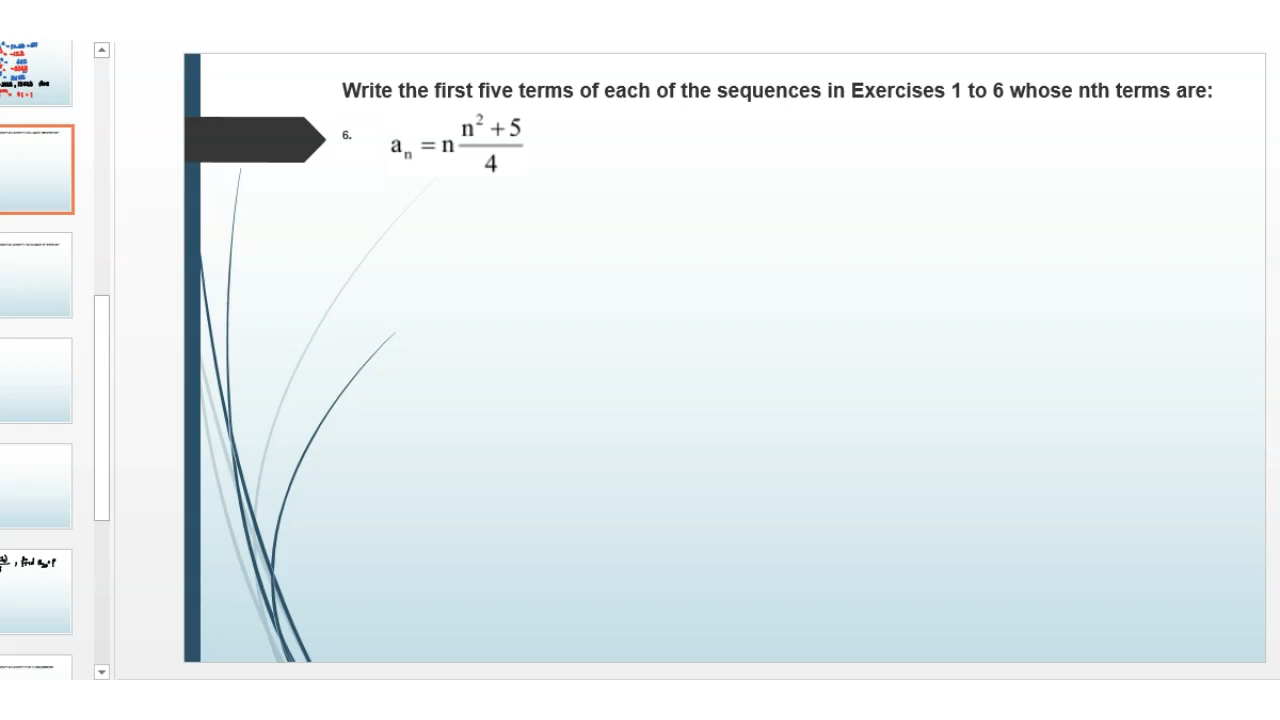 Write the first five terms of each of the sequences in Exercises 1 to 6 whose nth terms are:
6. aₙ = n (n² + 5)/4